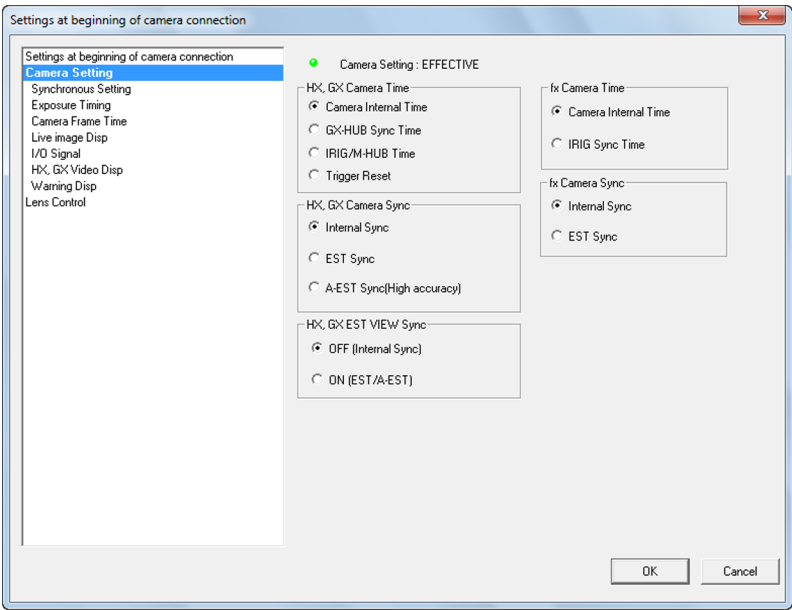 Settings at beginning of camera connection
Settings at beginning of camera connection
Camera Setting
Synchronous Setting
Exposure Timing
Camera Frame Time
Live image Disp
I/O Signal
HX, GX Video Disp
Warning Disp
Lens Control
Camera Setting : EFFECTIVE
HX, GX Camera Time
Camera Internal Time
GX-HUB Sync Time
IRIG/M-HUB Time
Trigger Reset
HX, GX Camera Sync
Internal Sync
EST Sync
A-EST Sync(High accuracy)
HX, GX EST VIEW Sync
OFF (Internal Sync)
ON (EST/A-EST)
fx Camera Time
Camera Internal Time
IRIG Sync Time
fx Camera Sync
Internal Sync
EST Sync
OK
Cancel